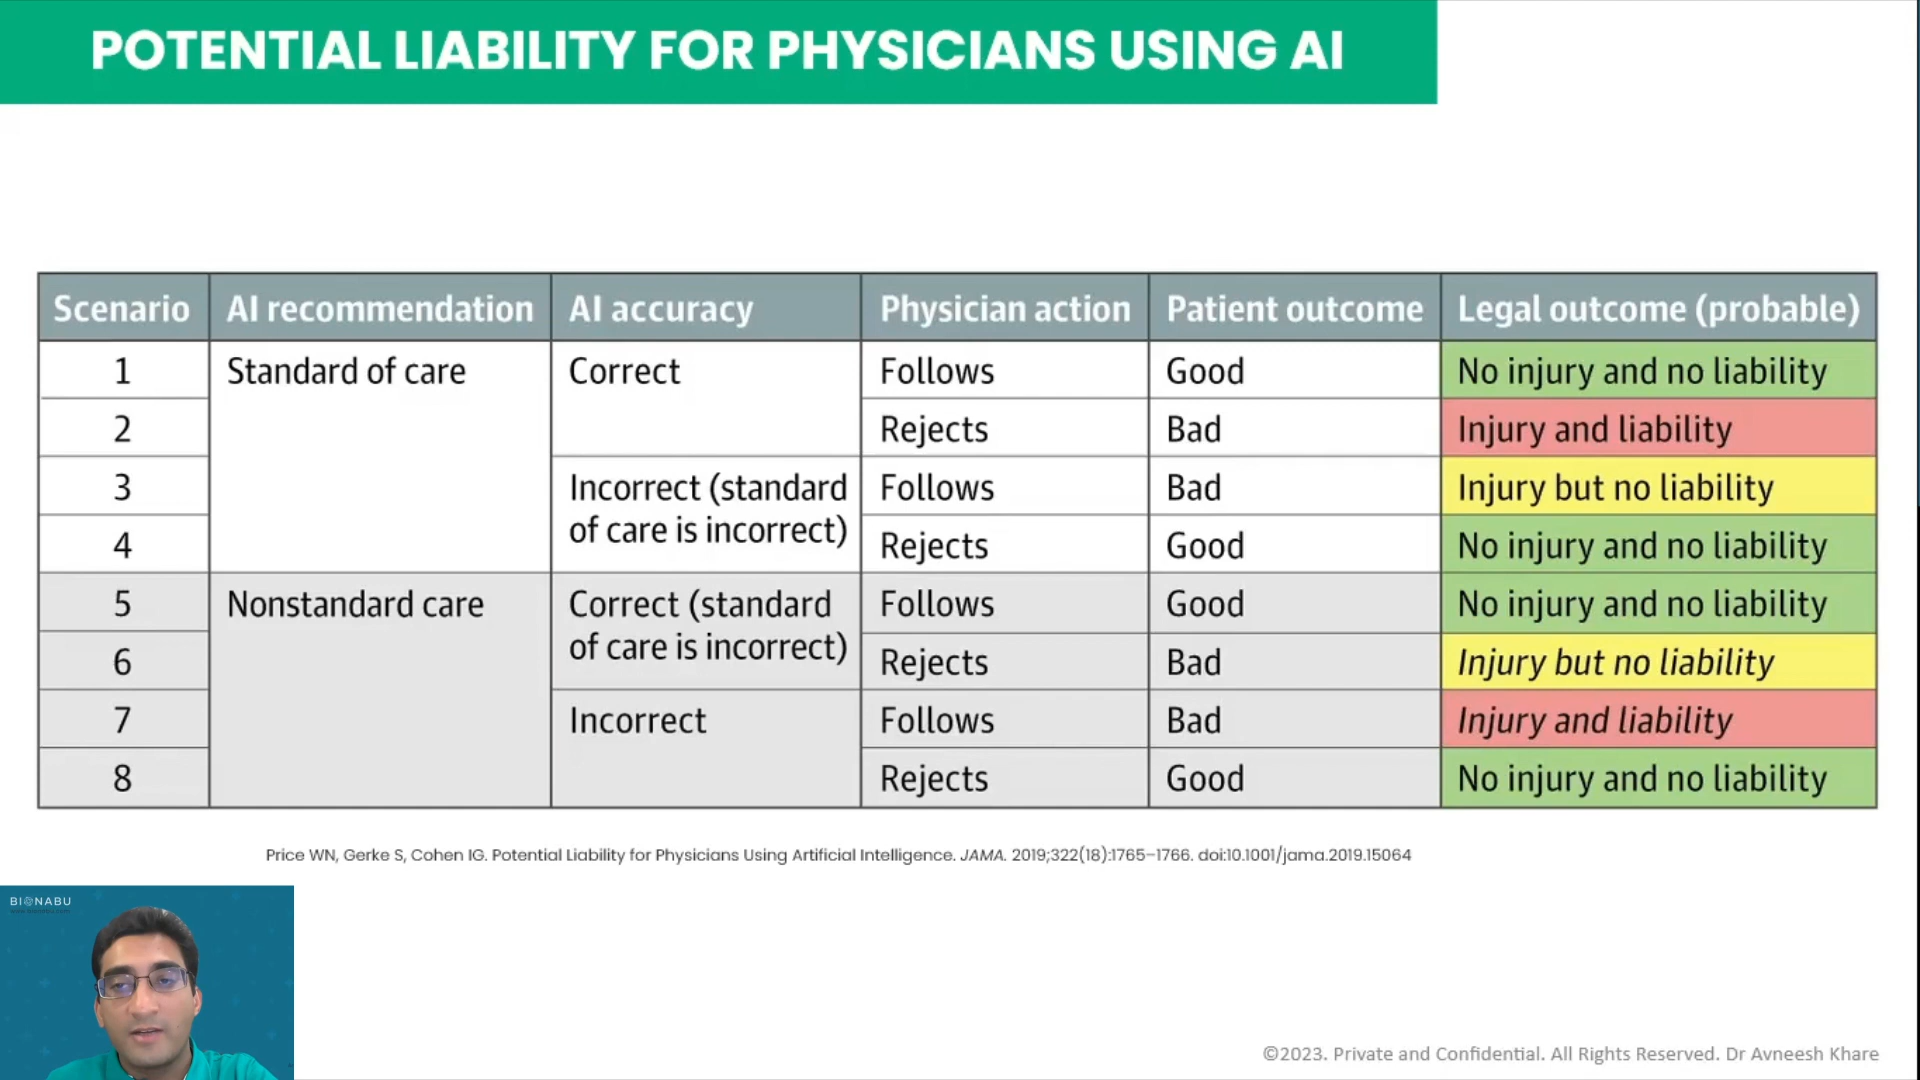 POTENTIAL LIABILITY FOR PHYSICIANS USING AI
Scenario AI recommendation AI accuracy Physician action Patient outcome Legal outcome (probable)
1 Standard of care Correct Follows Good No injury and no liability
2 Rejects Bad Injury and liability
3 Incorrect (standard Follows Bad Injury but no liability
4 of care is incorrect) Rejects Good No injury and no liability
5 Nonstandard care Correct (standard Follows Good No injury and no liability
6 of care is incorrect) Rejects Bad Injury but no liability
7 Incorrect Follows Bad Injury and liability
8 Rejects Good No injury and no liability
Price WN, Gerke S, Cohen IG. Potential Liability for Physicians Using Artificial Intelligence. JAMA. 2019;322(18):1765–1766. doi:10.1001/jama.2019.15064
BIONABU
©2023. Private and Confidential. All Rights Reserved. Dr Avneesh Khare